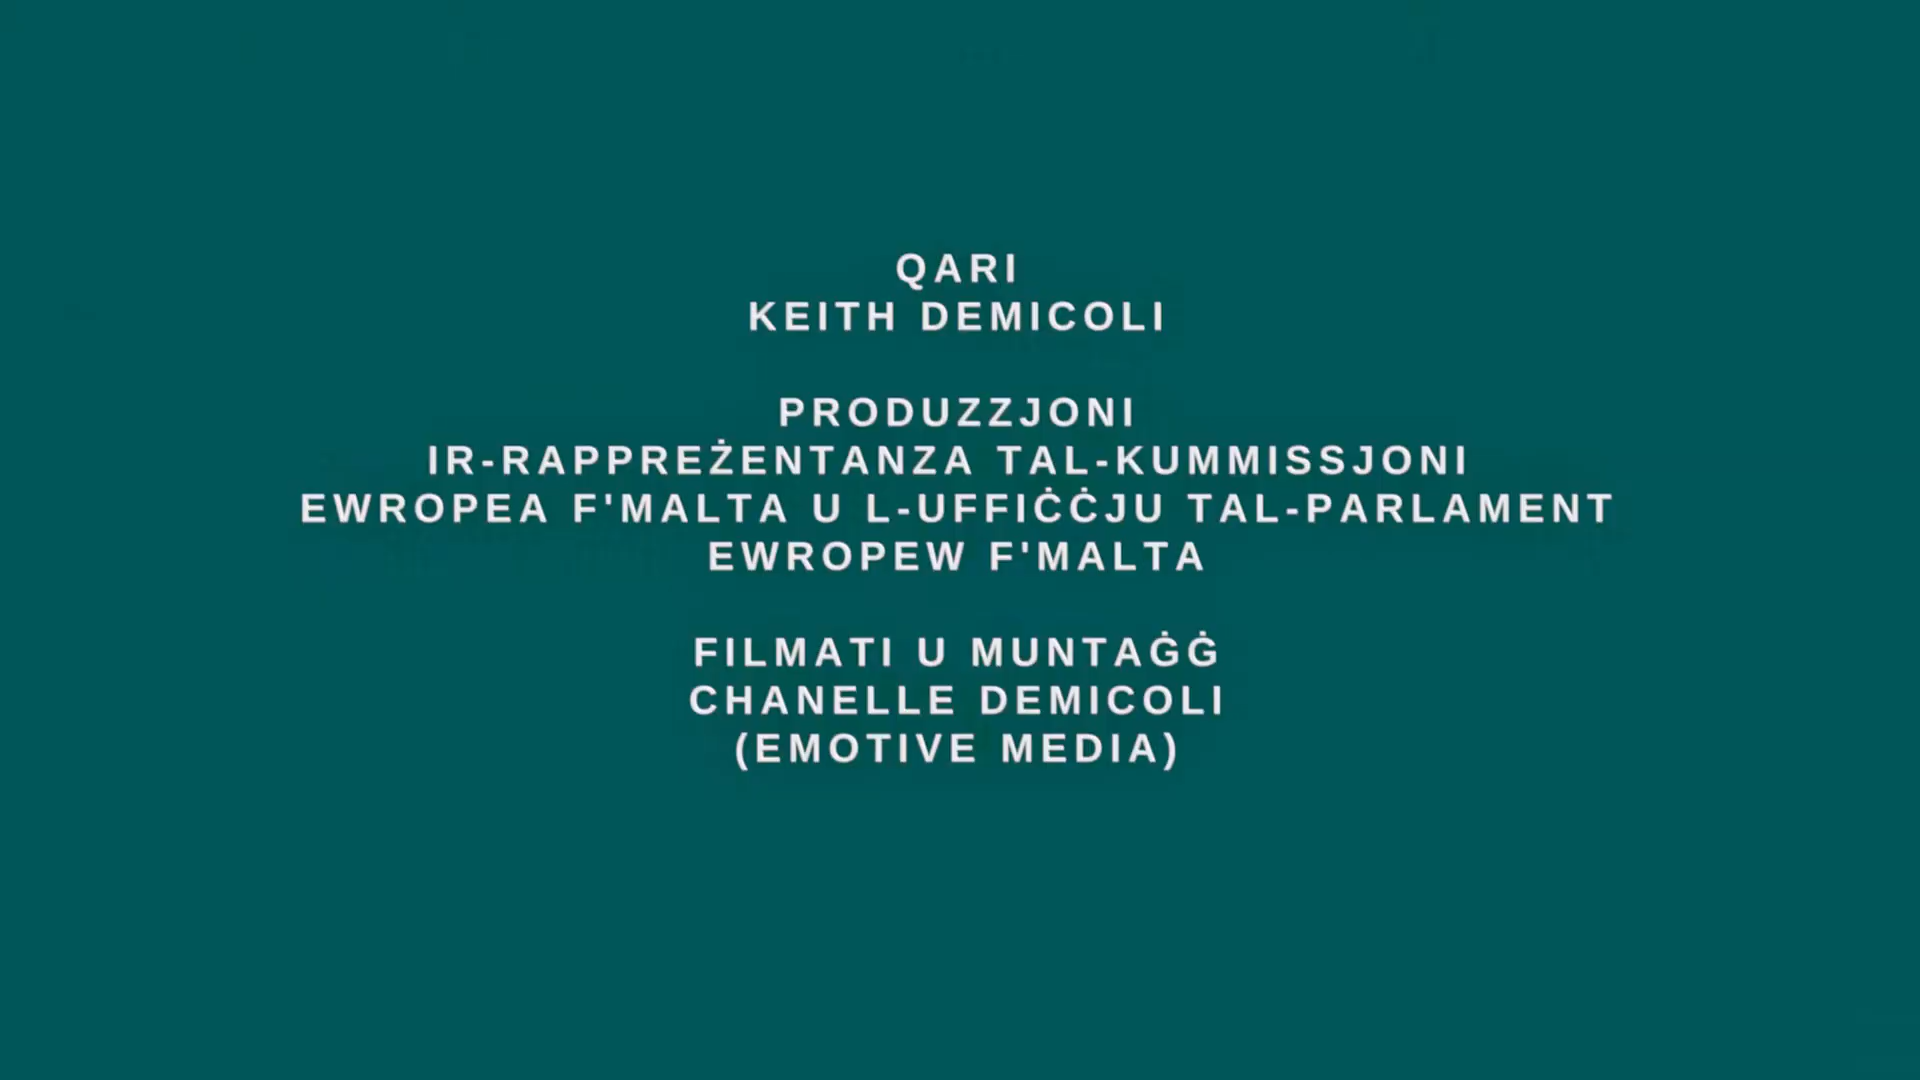 QARI
KEITH DEMICOLI
PRODUZZJONI
IR-RAPPREŻENTANZA TAL-KUMMISSJONI
EWROPEA F'MALTA U L-UFFIĊĊJU TAL-PARLAMENT
EWROPEW F'MALTA
FILMATI U MUNTAĠĠ
CHANELLE DEMICOLI
(EMOTIVE MEDIA)